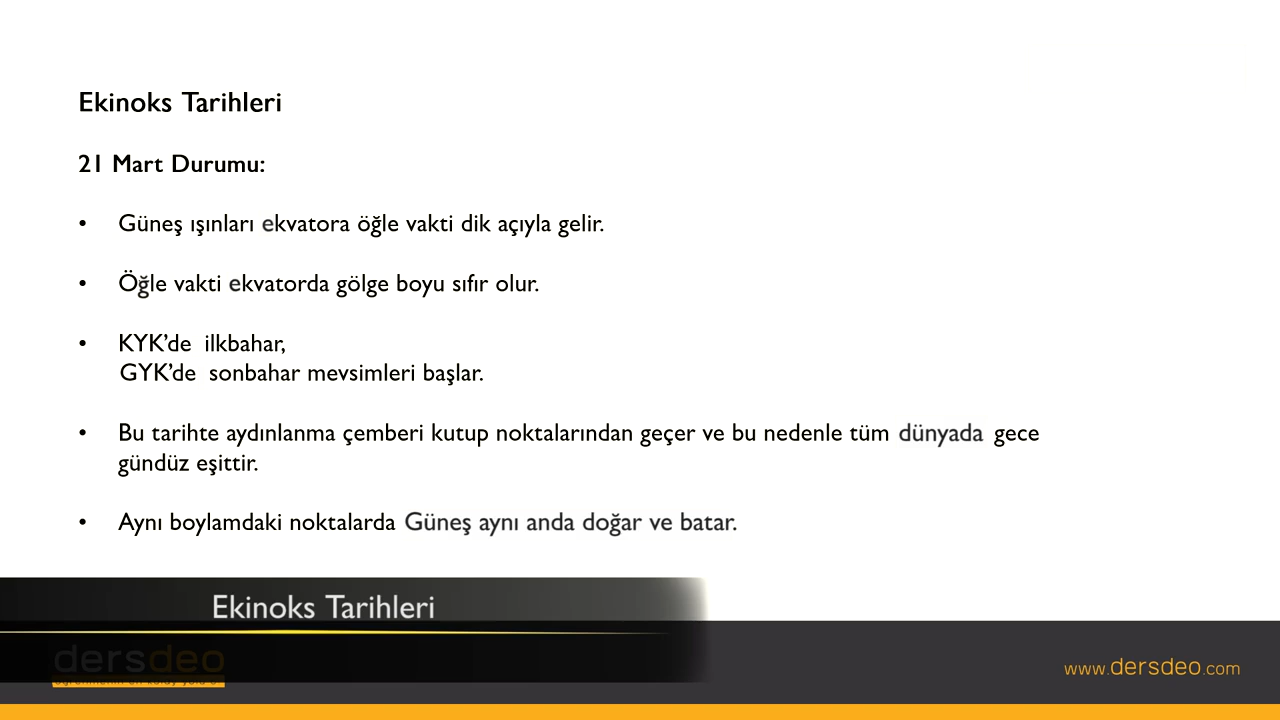 Ekinoks Tarihleri
21 Mart Durumu:
• Güneş ışınları ekvatora öğle vakti dik açıyla gelir.
• Öğle vakti ekvatorda gölge boyu sıfır olur.
• KYK’de ilkbahar,
GYK’de sonbahar mevsimleri başlar.
• Bu tarihte aydınlanma çemberi kutup noktalarından geçer ve bu nedenle tüm dünyada gece
gündüz eşittir.
• Aynı boylamdaki noktalarda Güneş aynı anda doğar ve batar.
Ekinoks Tarihleri
dersdeo
www.dersdeo.com